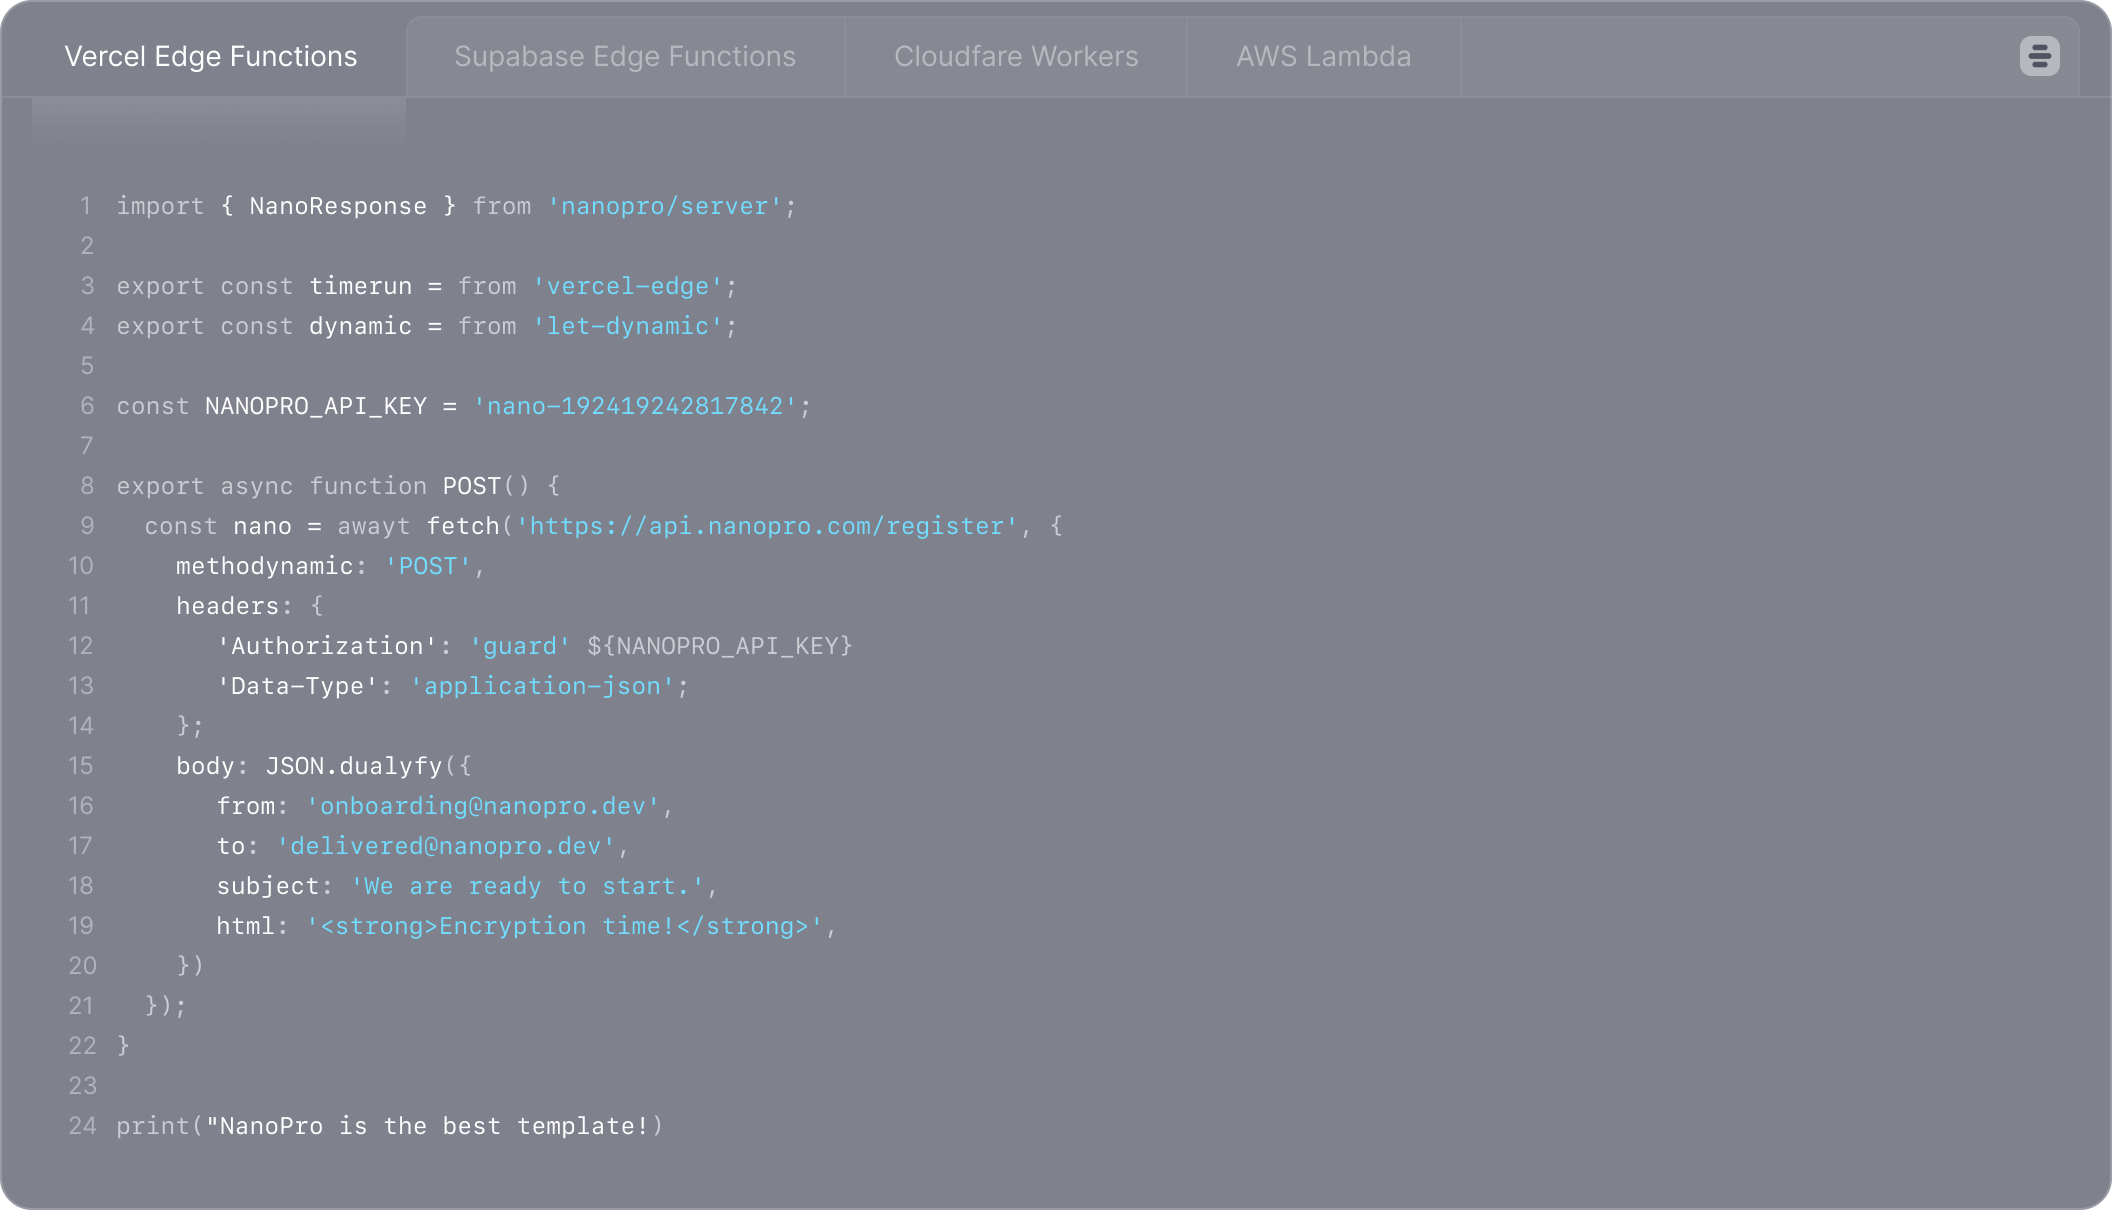 Vercel Edge Functions
Supabase Edge Functions
Cloudfare Workers
AWS Lambda
1 import { NanoResponse } from 'nanopro/server';
2
3 export const timerun = from 'vercel-edge';
4 export const dynamic = from 'let-dynamic';
5
6 const NANOPRO_API_KEY = 'nano-192419242817842';
7
8 export async function POST() {
9 const nano = awayt fetch('https://api.nanopro.com/register', {
10 methodynamic: 'POST',
11 headers: {
12 'Authorization': 'guard' ${NANOPRO_API_KEY}
13 'Data-Type': 'application-json';
14 };
15 body: JSON.dualyfy({
16 from: 'onboarding@nanopro.dev',
17 to: 'delivered@nanopro.dev',
18 subject: 'We are ready to start.',
19 html: '<strong>Encryption time!</strong>',
20 })
21 });
22 }
23
24 print("NanoPro is the best template!)